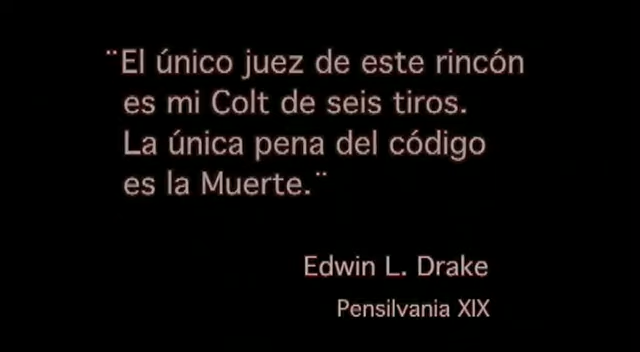 ¨El único juez de este rincón
es mi Colt de seis tiros.
La única pena del código
es la Muerte.¨
Edwin L. Drake
Pensilvania XIX